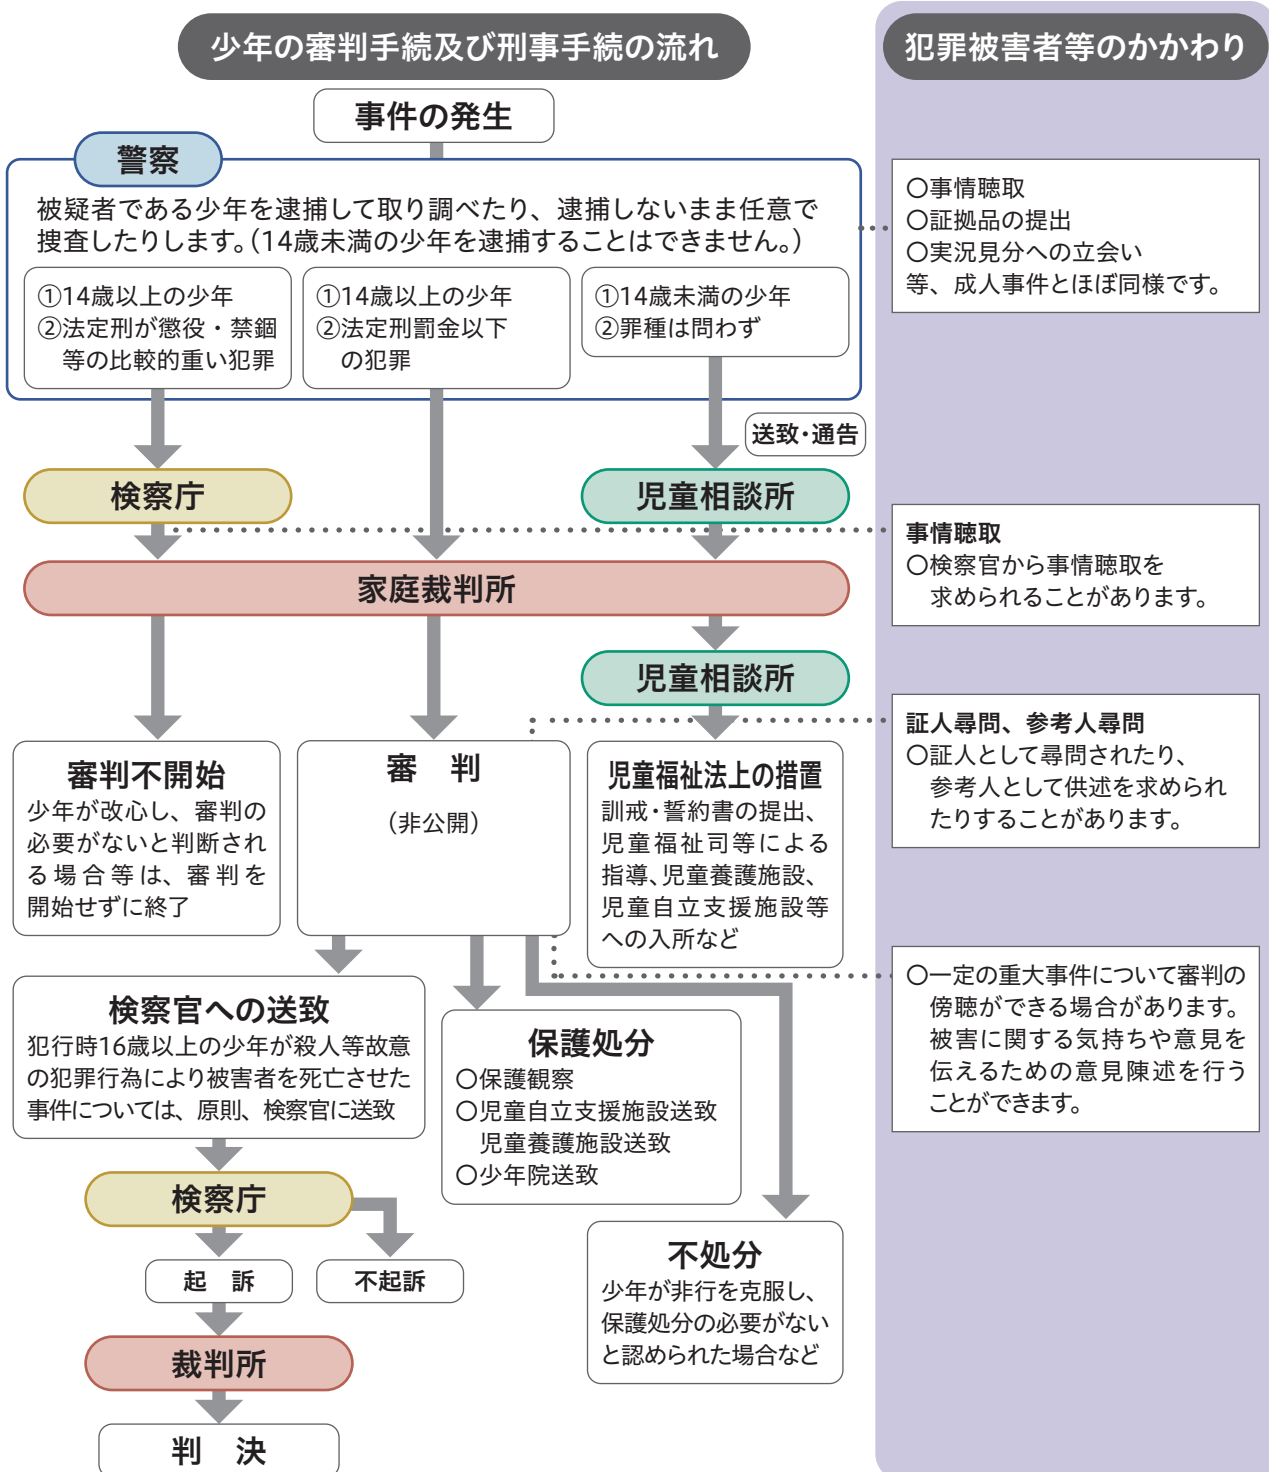 少年の審判手続及び刑事手続の流れ
犯罪被害者等のかかわり
事件の発生
警察
被疑者である少年を逮捕して取り調べたり、逮捕しないまま任意で
捜査したりします。(14歳未満の少年を逮捕することはできません。)
①14歳以上の少年
②法定刑が懲役・禁錮
等の比較的重い犯罪
①14歳以上の少年
②法定刑罰金以下
の犯罪
①14歳未満の少年
②罪種は問わず
〇事情聴取
〇証拠品の提出
〇実況見分への立会い
等、成人事件とほぼ同様です。
送致・通告
検察庁
児童相談所
事情聴取
〇検察官から事情聴取を
求められることがあります。
家庭裁判所
児童相談所
証人尋問、参考人尋問
〇証人として尋問されたり、
参考人として供述を求められ
たりすることがあります。
審判不開始
少年が改心し、審判の
必要がないと判断され
る場合等は、審判を
開始せずに終了
審 判
(非公開)
児童福祉法上の措置
訓戒・誓約書の提出、
児童福祉司等による
指導、児童養護施設、
児童自立支援施設等
への入所など
〇一定の重大事件について審判の
傍聴ができる場合があります。
被害に関する気持ちや意見を
伝えるための意見陳述を行う
ことができます。
検察官への送致
犯行時16歳以上の少年が殺人等故意
の犯罪行為により被害者を死亡させた
事件については、原則、検察官に送致
保護処分
〇保護観察
〇児童自立支援施設送致
児童養護施設送致
〇少年院送致
検察庁
起 訴
不起訴
不処分
少年が非行を克服し、
保護処分の必要がない
と認められた場合など
裁判所
判 決